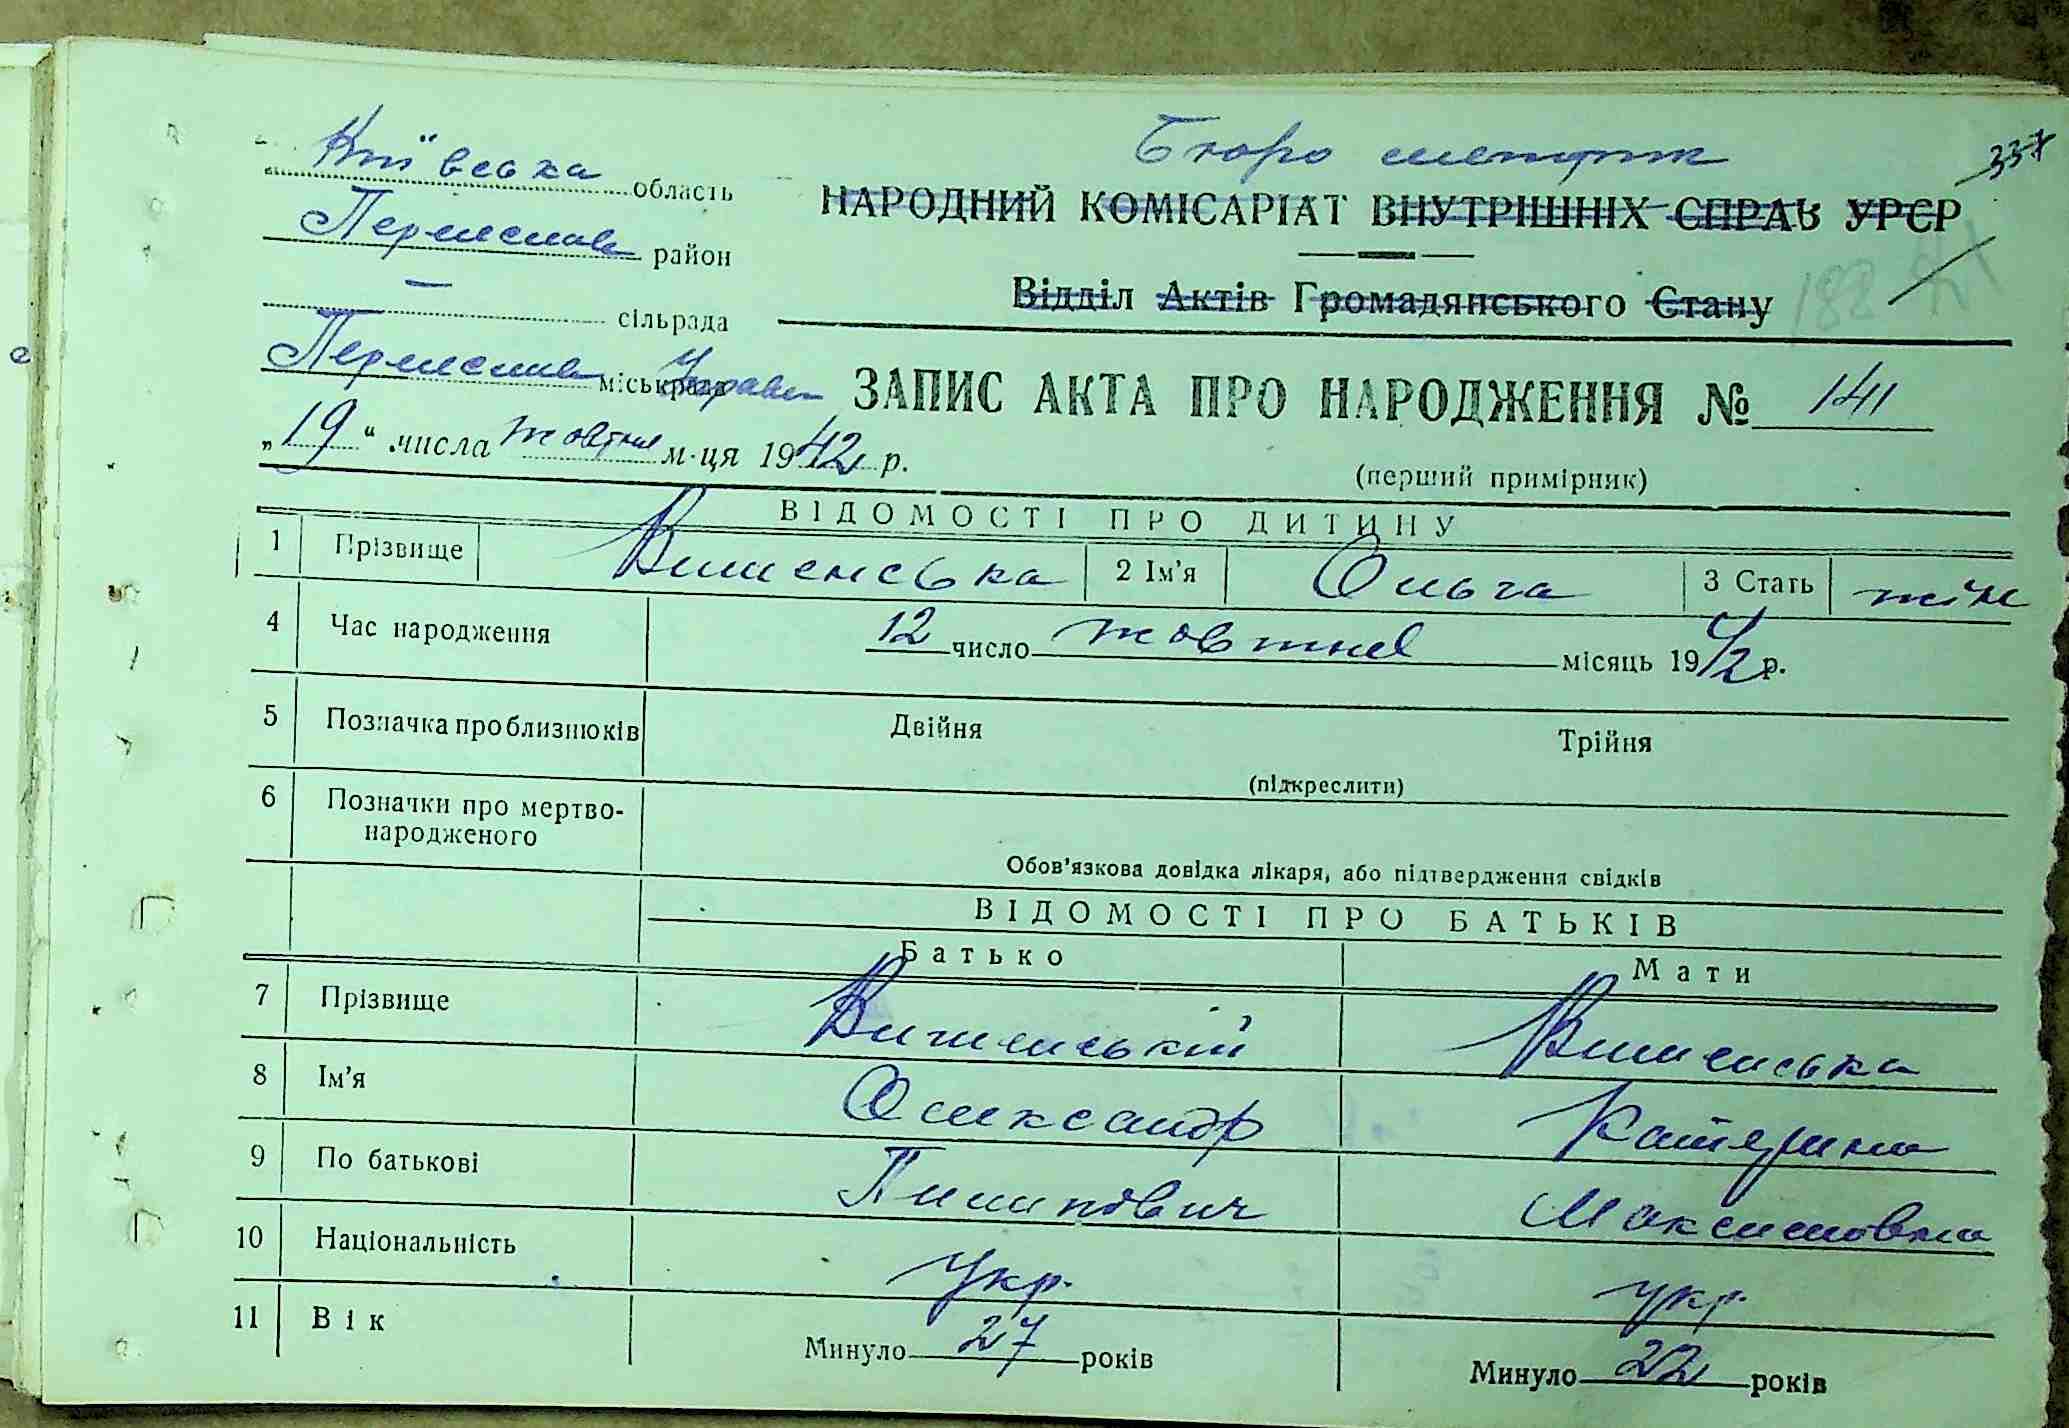 Київська область
Бюро метрик
337
Переяслав район
НАРОДНИЙ КОМІСАРІАТ ВНУТРІШНІХ СПРАВ УРСР
— сільрада
Відділ Актів Громадянського Стану
188
Переяслав міськрада Управи
ЗАПИС АКТА ПРО НАРОДЖЕННЯ № 141
„19“ числа жовтня м-ця 1942 р.
(перший примірник)
ВІДОМОСТІ ПРО ДИТИНУ
1 Прізвище Вишенська 2 Ім'я Ольга 3 Стать жін
4 Час народження 12 число жовтня місяць 1942 р.
5 Позначка про близнюків Двійня Трійня
(підкреслити)
6 Позначки про мертво-
народженого
Обов'язкова довідка лікаря, або підтвердження свідків
ВІДОМОСТІ ПРО БАТЬКІВ
Батько Мати
7 Прізвище Вишенський Вишенська
8 Ім'я Олександр Катерина
9 По батькові Пилипович Максимовна
10 Національність Укр. укр.
11 Вік Минуло 27 років Минуло 22 років